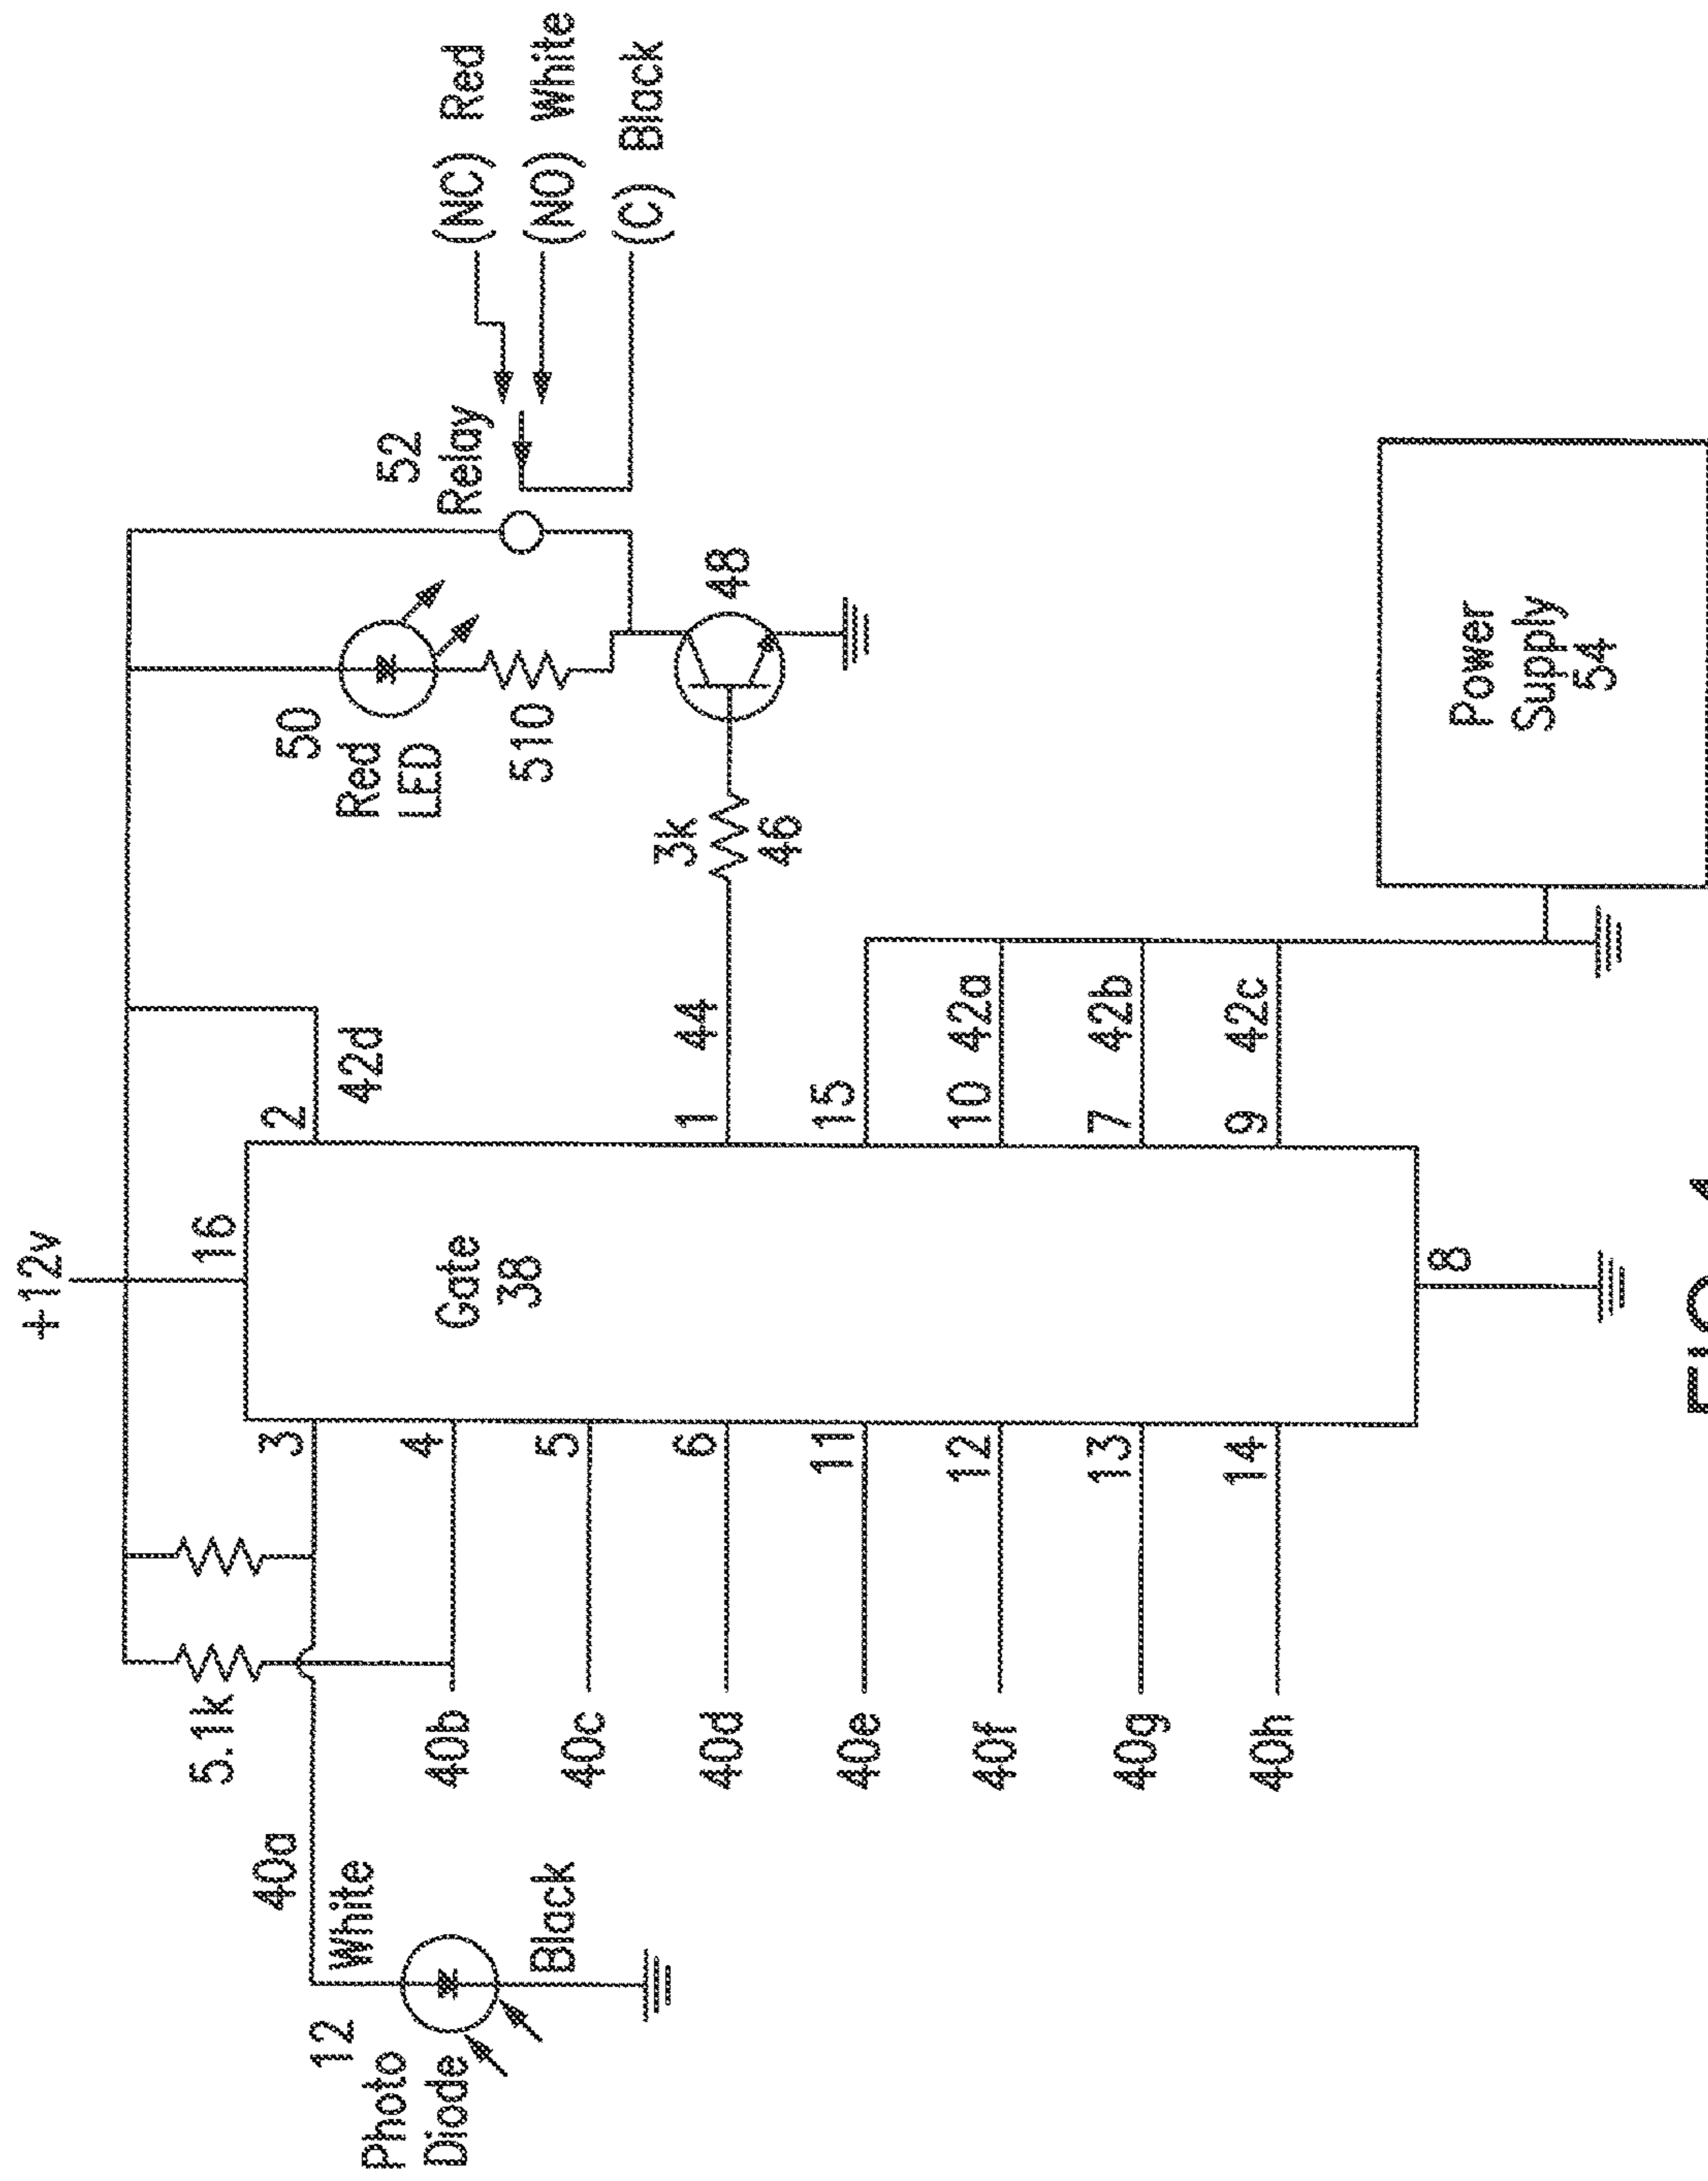 +12v
16
Gate
38
3
4
5
6
11
12
13
14
5.1k
40a
40b
40c
40d
40e
40f
40g
40h
White
12
Photo
Diode
Black
2
42d
1
44
15
10
42a
7
42b
9
42c
8
3k
46
48
50
Red
LED
510
52
Relay
(NC) Red
(NO) White
(C) Black
Power
Supply
54